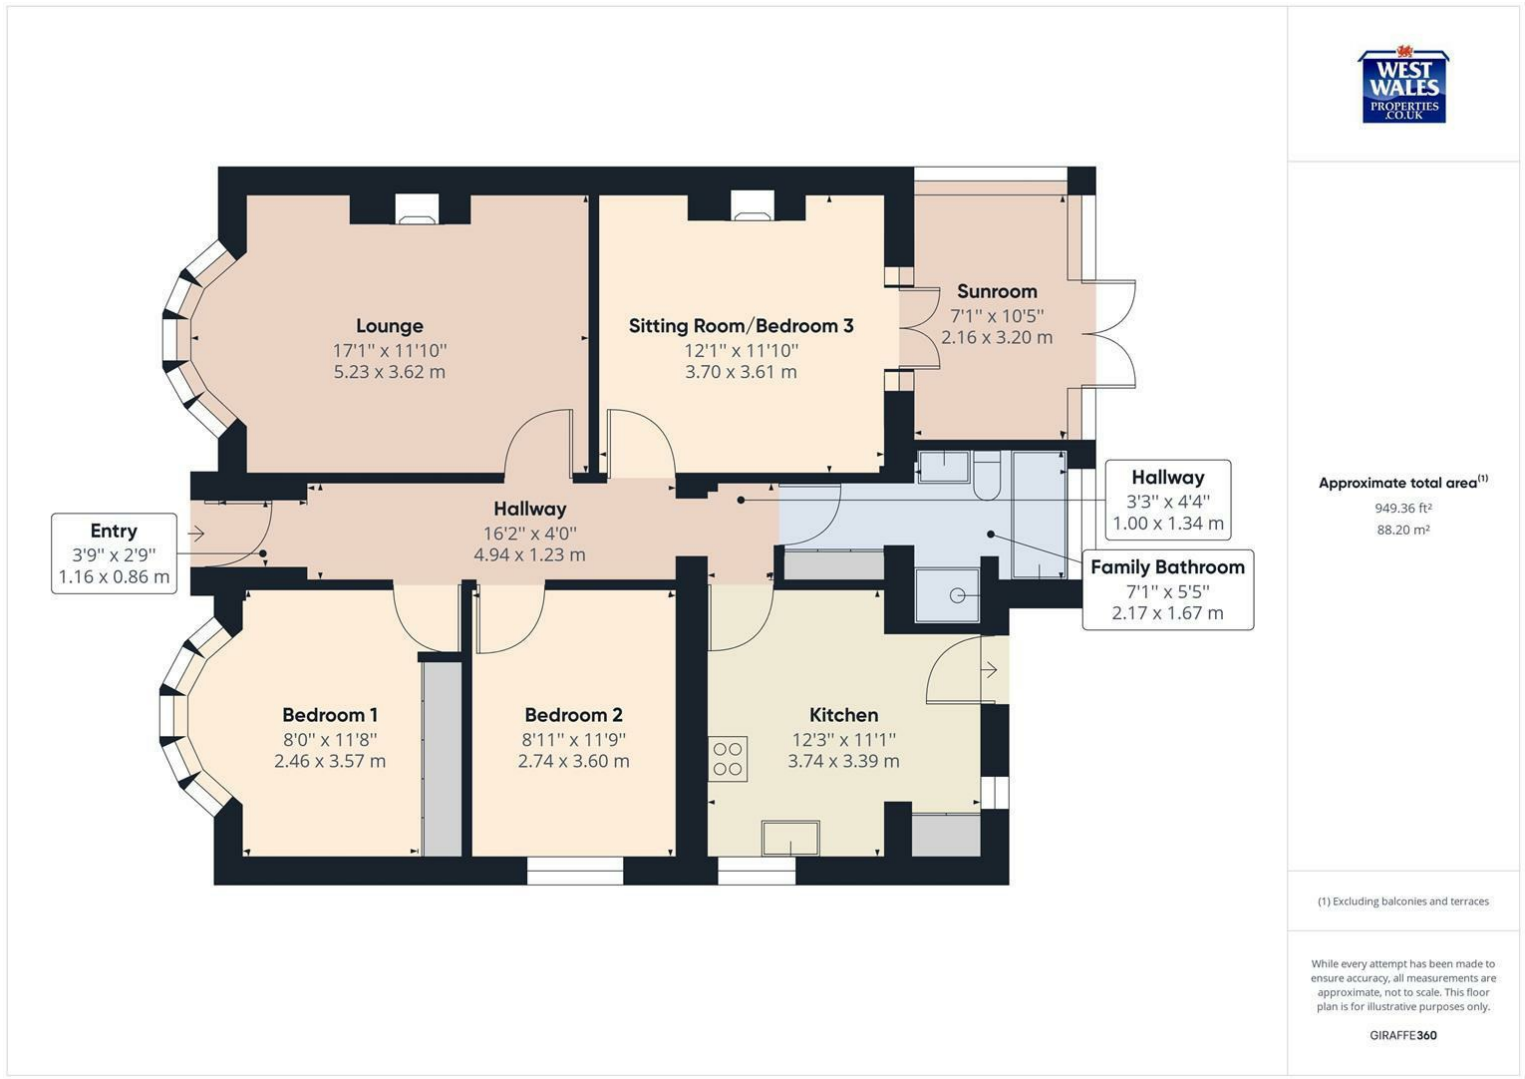 WEST
WALES
PROPERTIES
.CO.UK
Lounge
17'1" x 11'10"
5.23 x 3.62 m
Sitting Room/Bedroom 3
12'1" x 11'10"
3.70 x 3.61 m
Sunroom
7'1" x 10'5"
2.16 x 3.20 m
Entry
3'9" x 2'9"
1.16 x 0.86 m
Hallway
16'2" x 4'0"
4.94 x 1.23 m
Hallway
3'3" x 4'4"
1.00 x 1.34 m
Family Bathroom
7'1" x 5'5"
2.17 x 1.67 m
Bedroom 1
8'0" x 11'8"
2.46 x 3.57 m
Bedroom 2
8'11" x 11'9"
2.74 x 3.60 m
Kitchen
12'3" x 11'1"
3.74 x 3.39 m
Approximate total area(1)
949.36 ft²
88.20 m²
(1) Excluding balconies and terraces
While every attempt has been made to
ensure accuracy, all measurements are
approximate, not to scale. This floor
plan is for illustrative purposes only.
GIRAFFE360